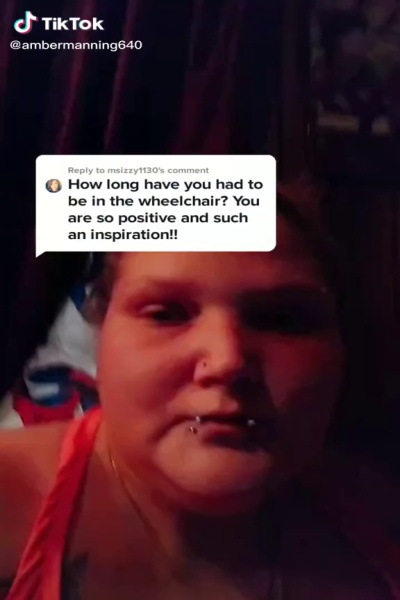 TikTok
@ambermanning640
Reply to msizzy1130's comment
How long have you had to
be in the wheelchair? You
are so positive and such
an inspiration!!